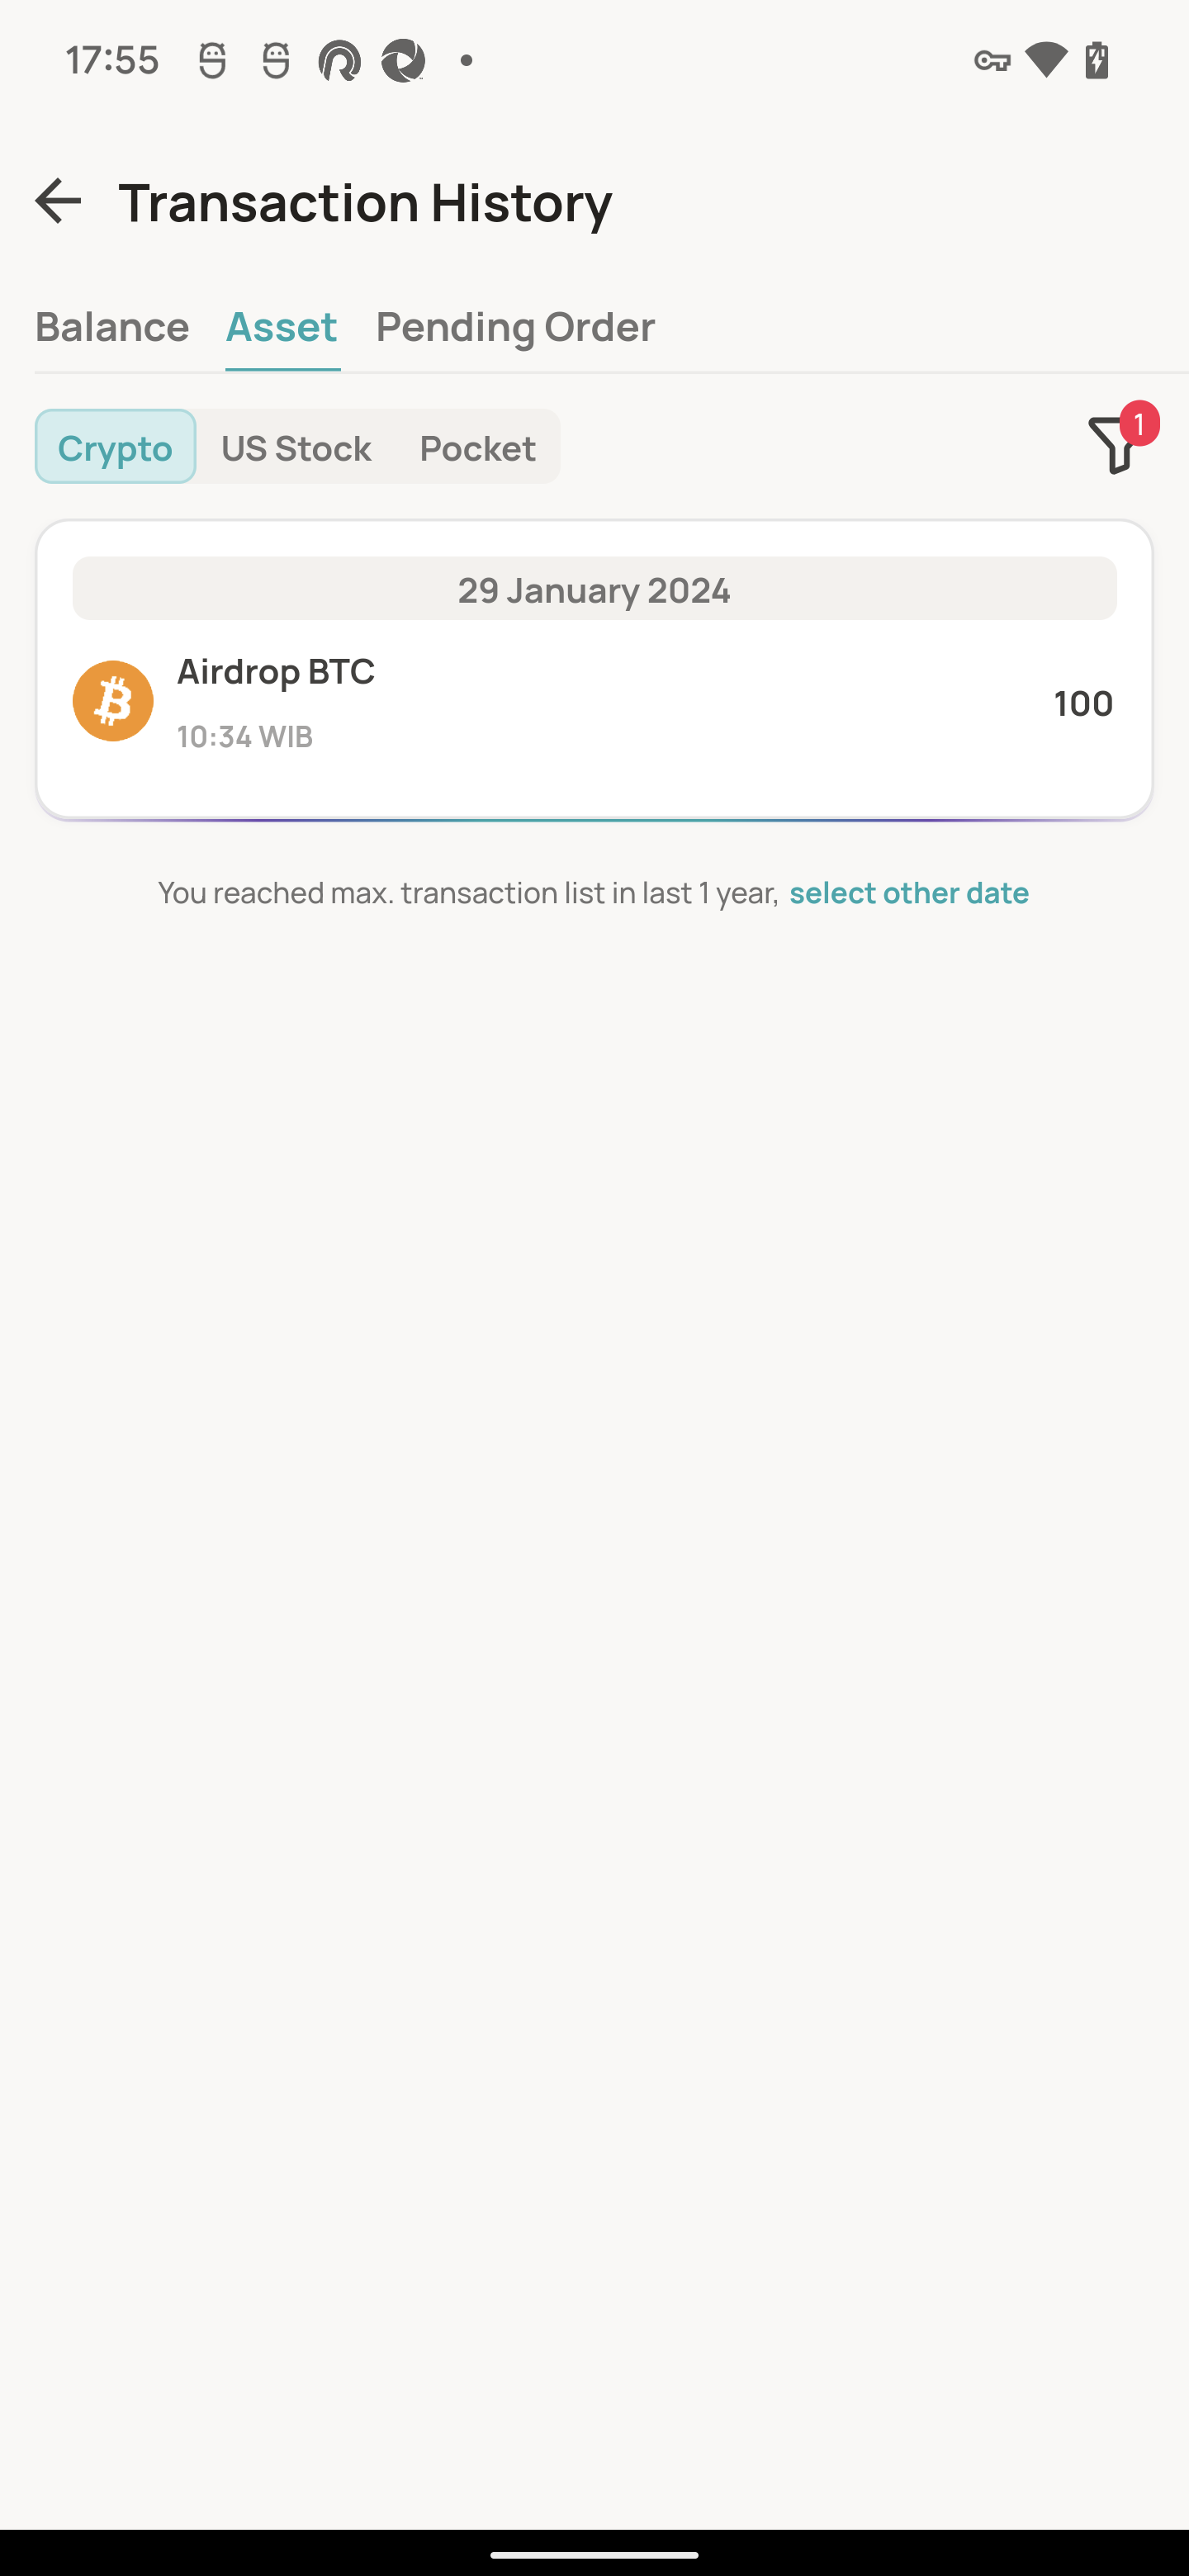 17:55
Transaction History
Balance Asset Pending Order
Crypto US Stock Pocket 1
29 January 2024
Airdrop BTC
100
10:34 WIB
You reached max. transaction list in last 1 year, select other date